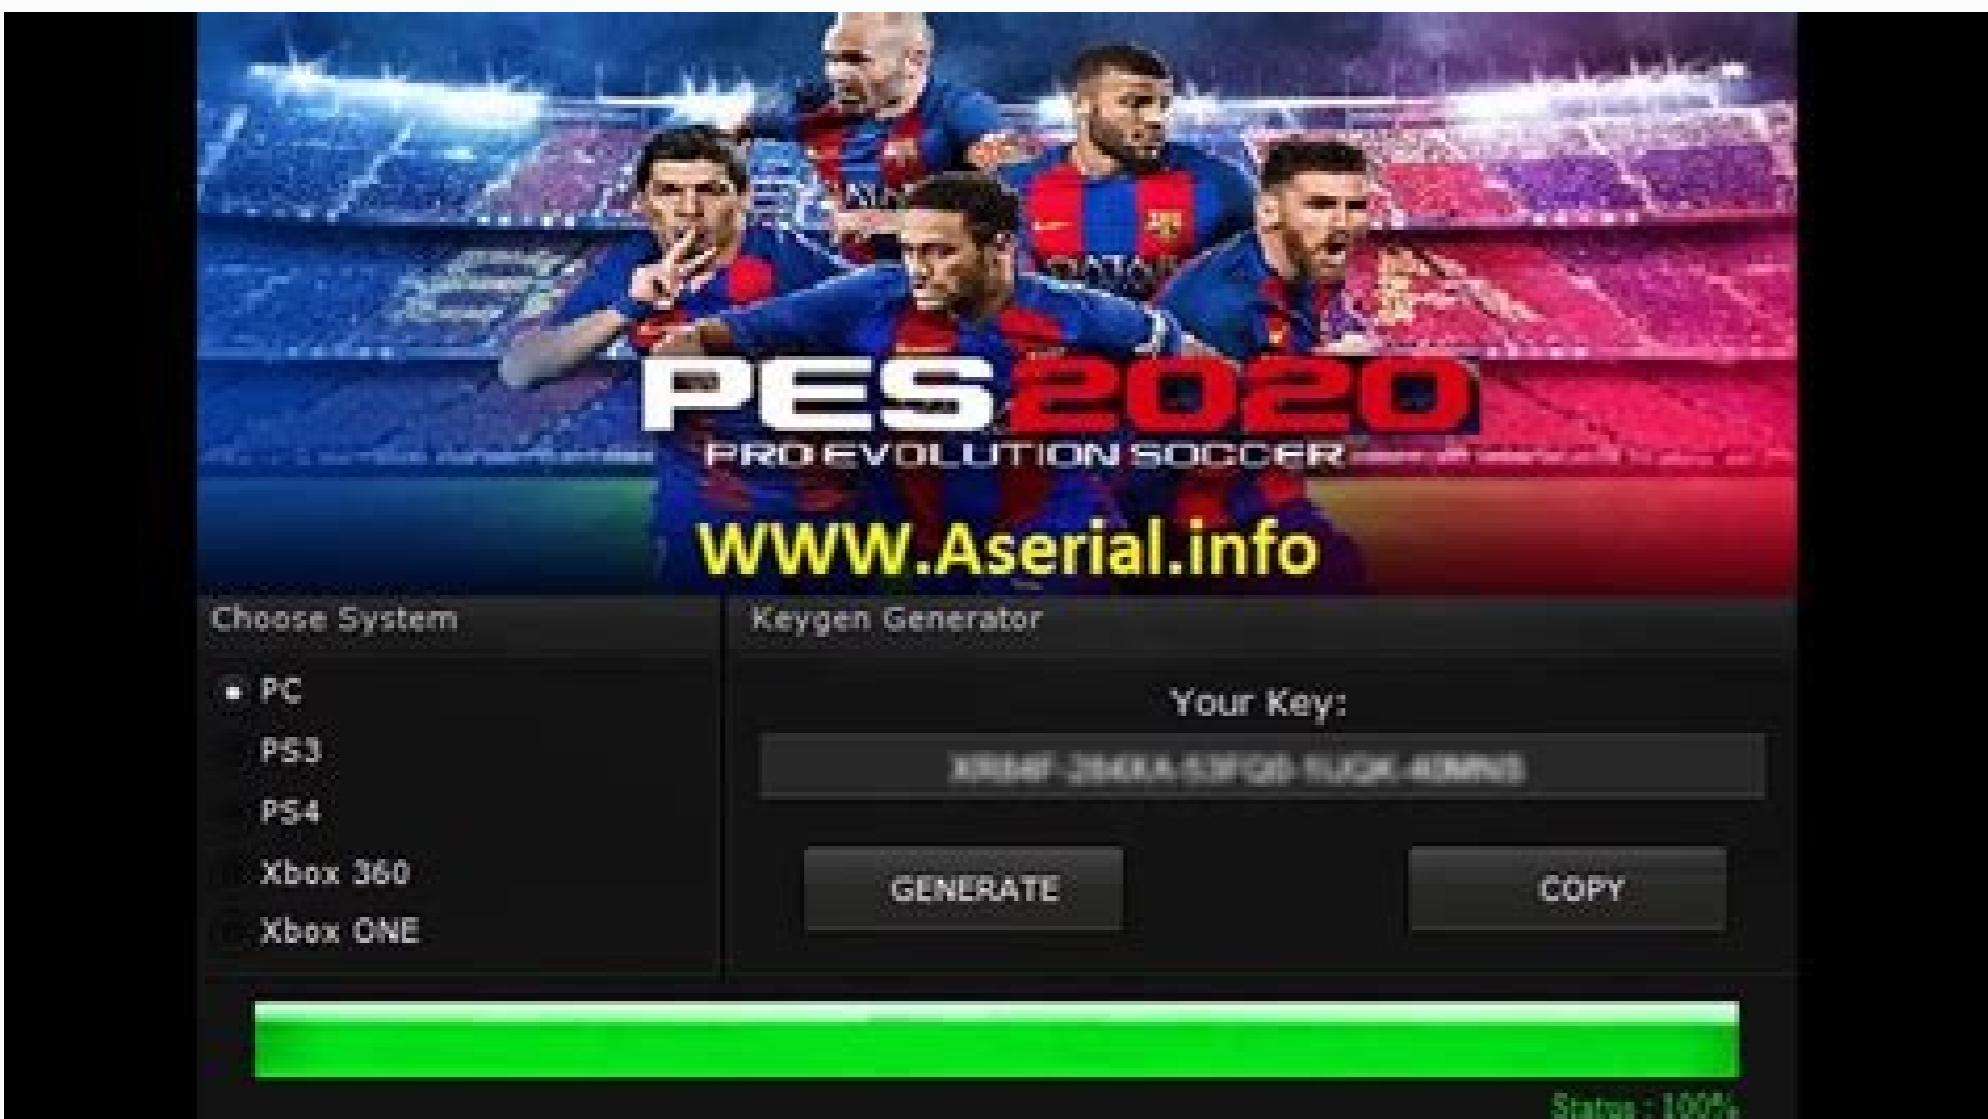 PES2020
PRO EVOLUTION SOCCER
WWW.Aserial.info
Choose System
Keygen Generator
PC
Your Key:
PS3
PS4
Xbox 360
GENERATE
COPY
Xbox ONE
Status : 100%